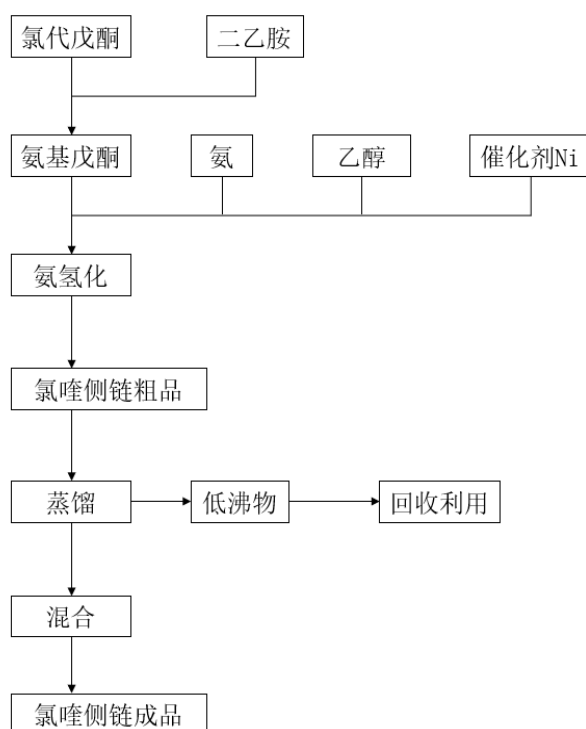 氯代戊酮
二乙胺
氨基戊酮
氨
乙醇
催化剂Ni
氨氢化
氯喹侧链粗品
蒸馏
低沸物
回收利用
混合
氯喹侧链成品